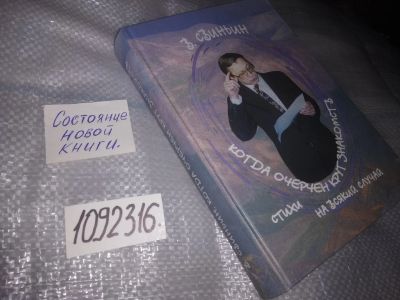 Состояние
новой
книги.
1092316.
З. СВИНЬИН
КОГДА ОЧЕРЧЕН КРУГ ЗНАКОМСТВ
СТИХИ НА ВСЯКИЙ СЛУЧАЙ